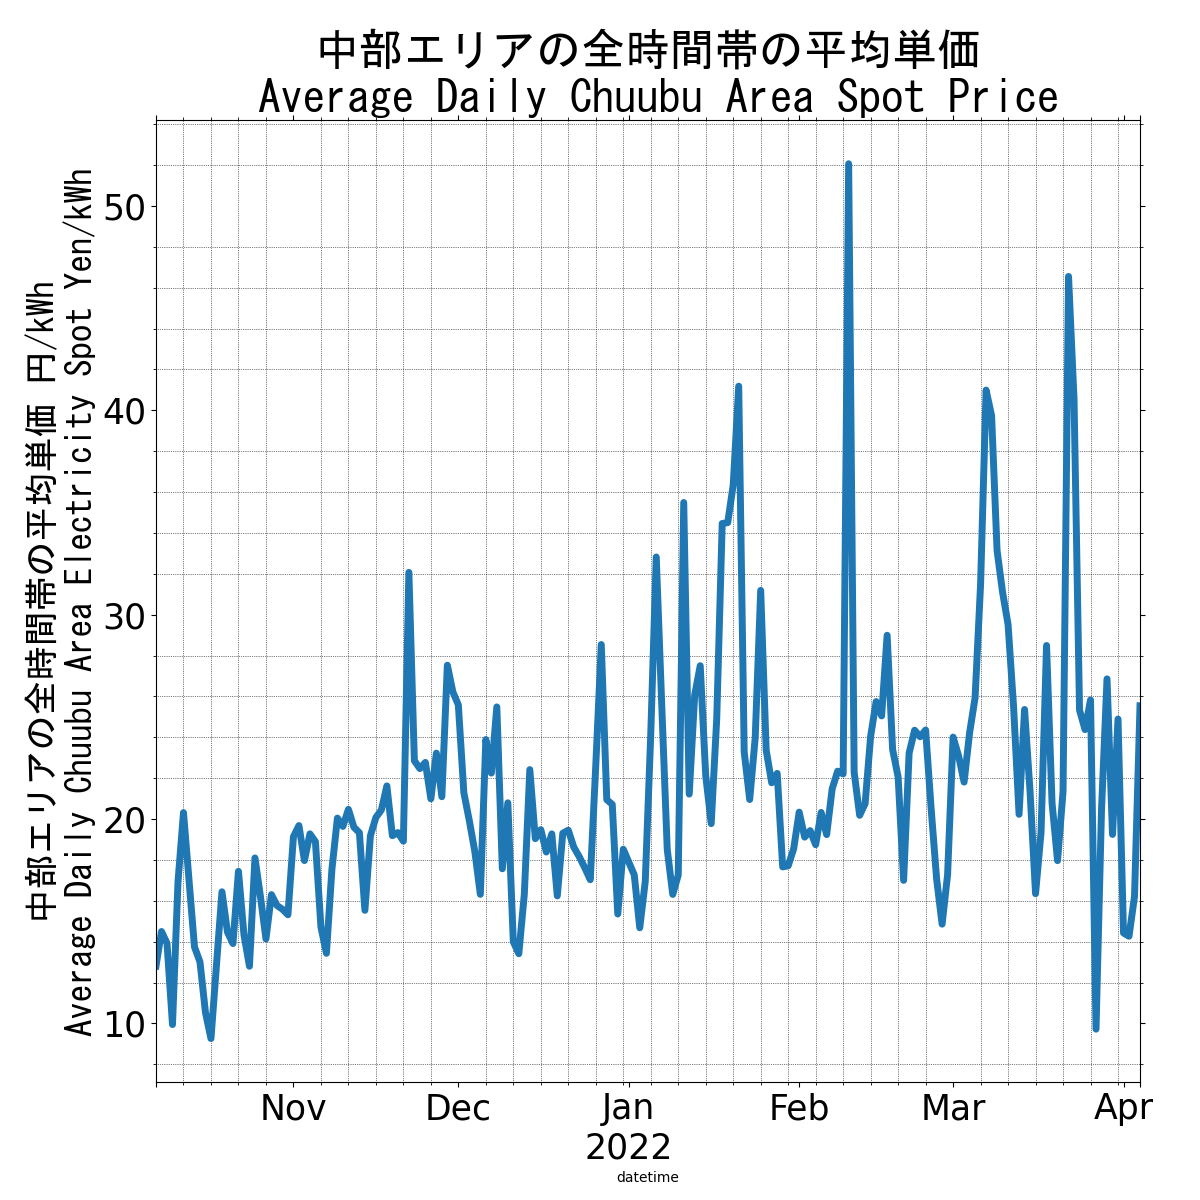 中部エリアの全時間帯の平均単価
Average Daily Chuubu Area Spot Price
中部エリアの全時間帯の平均単価 円/kWh
Average Daily Chuubu Area Electricity Spot Yen/kWh
50
40
30
20
10
Nov Dec Jan Feb Mar Apr
2022
datetime